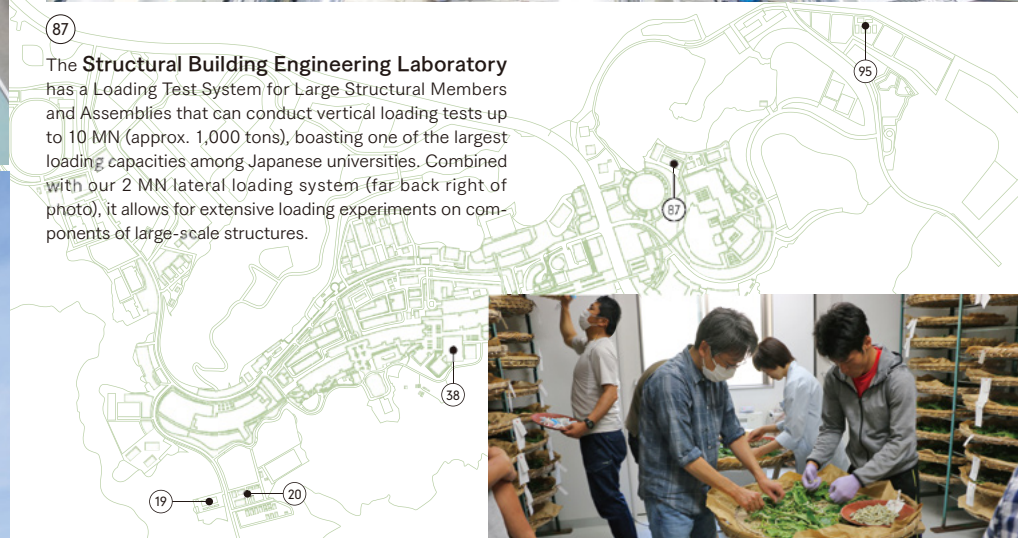 87
The Structural Building Engineering Laboratory
has a Loading Test System for Large Structural Members
and Assemblies that can conduct vertical loading tests up
to 10 MN (approx. 1,000 tons), boasting one of the largest
loading capacities among Japanese universities. Combined
with our 2 MN lateral loading system (far back right of
photo), it allows for extensive loading experiments on com-
ponents of large-scale structures.
95
87
38
19
20